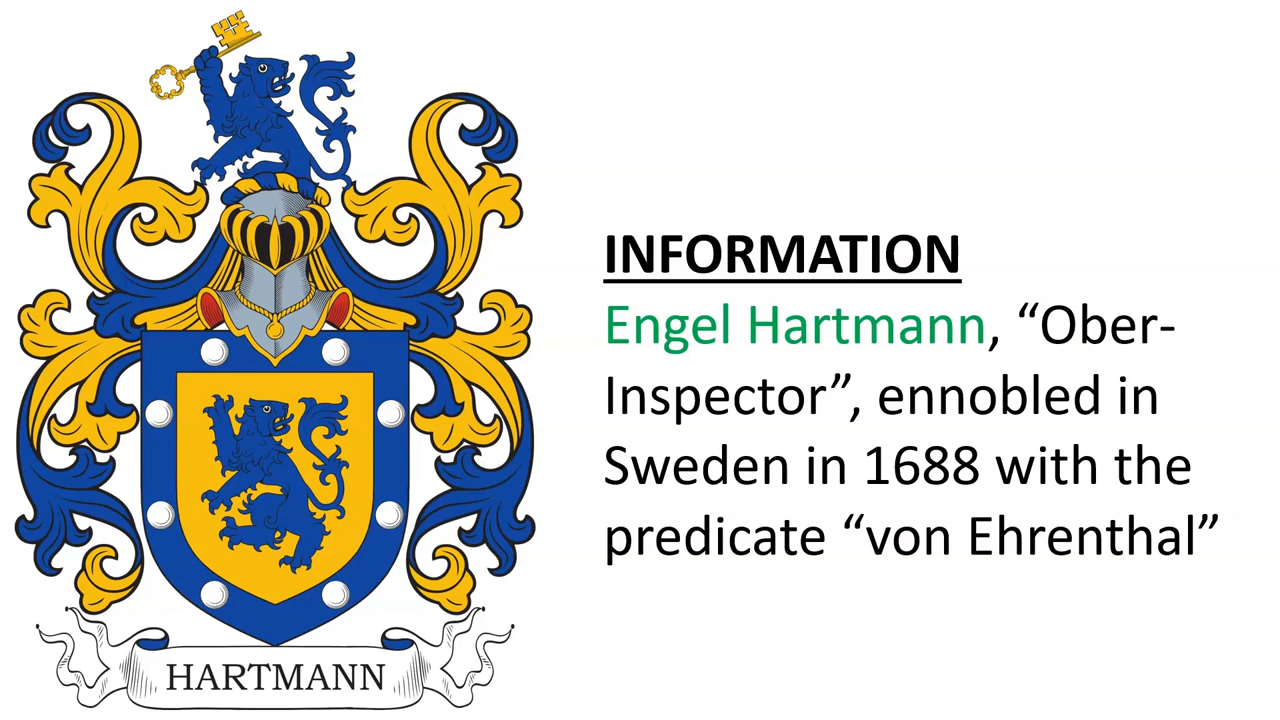 INFORMATION
Engel Hartmann, “Ober-
Inspector”, ennobled in
Sweden in 1688 with the
predicate “von Ehrenthal”
HARTMANN